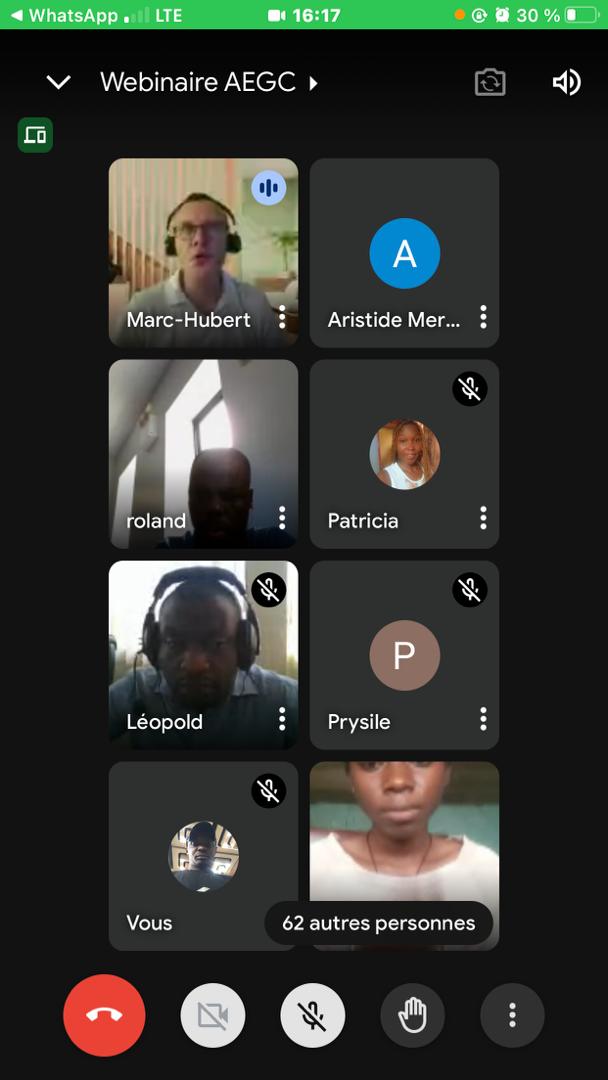 WhatsApp LTE 16:17 30 %
Webinaire AEGC
Marc-Hubert
A
Aristide Mer...
roland
Patricia
Léopold
P
Prysile
Vous
62 autres personnes